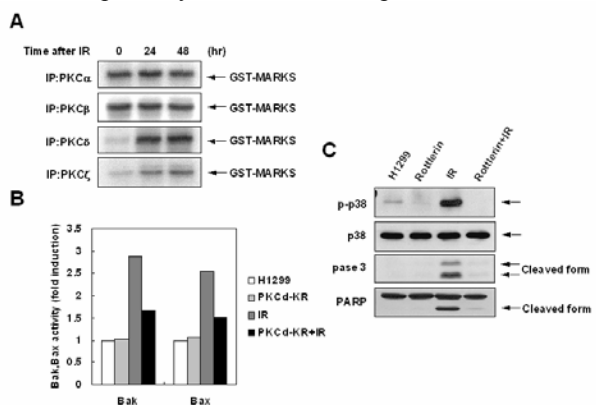 A
Time after IR 0 24 48 (hr)
IP:PKCα GST-MARKS
IP:PKCβ GST-MARKS
IP:PKCδ GST-MARKS
IP:PKCζ GST-MARKS
B
Bak,Bax activity (fold induction)
3.5
3
2.5
2
1.5
1
0.5
0
Bak Bax
H1299
PKCd-KR
IR
PKCd-KR+IR
C
H1299 Rottlerin IR Rottlerin+IR
p-p38
p38
pase 3 Cleaved form
PARP Cleaved form